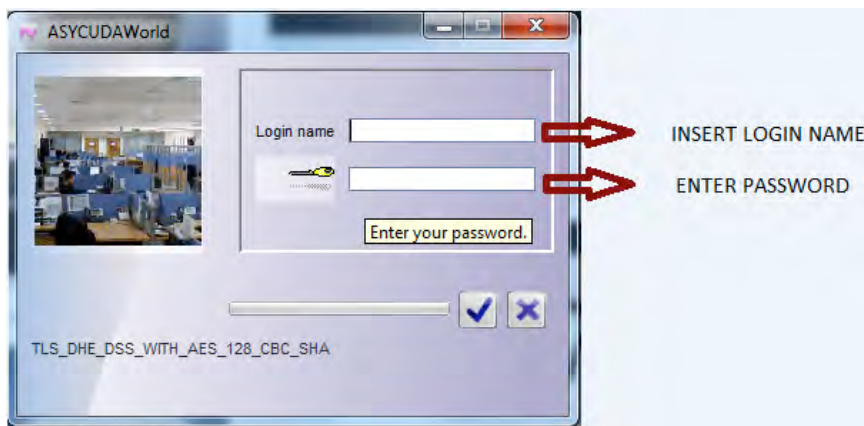 ASYCUDAWorld
Login name
INSERT LOGIN NAME
ENTER PASSWORD
Enter your password.
TLS_DHE_DSS_WITH_AES_128_CBC_SHA